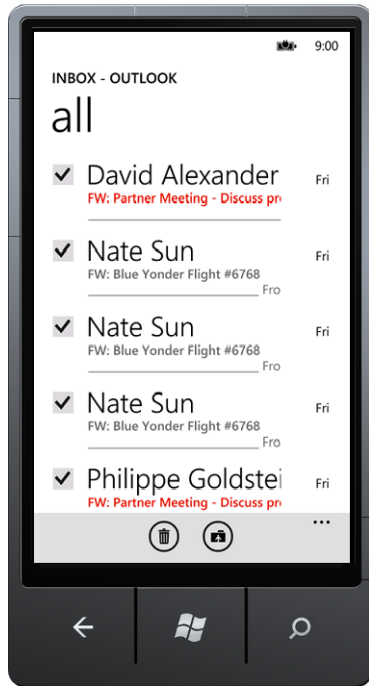 9:00
INBOX - OUTLOOK
all
David Alexander Fri
FW: Partner Meeting - Discuss
Nate Sun Fri
FW: Blue Yonder Flight #6768
Fro
Nate Sun Fri
FW: Blue Yonder Flight #6768
Fro
Nate Sun Fri
FW: Blue Yonder Flight #6768
Fro
Philippe Goldstei Fri
FW: Partner Meeting - Discuss
...